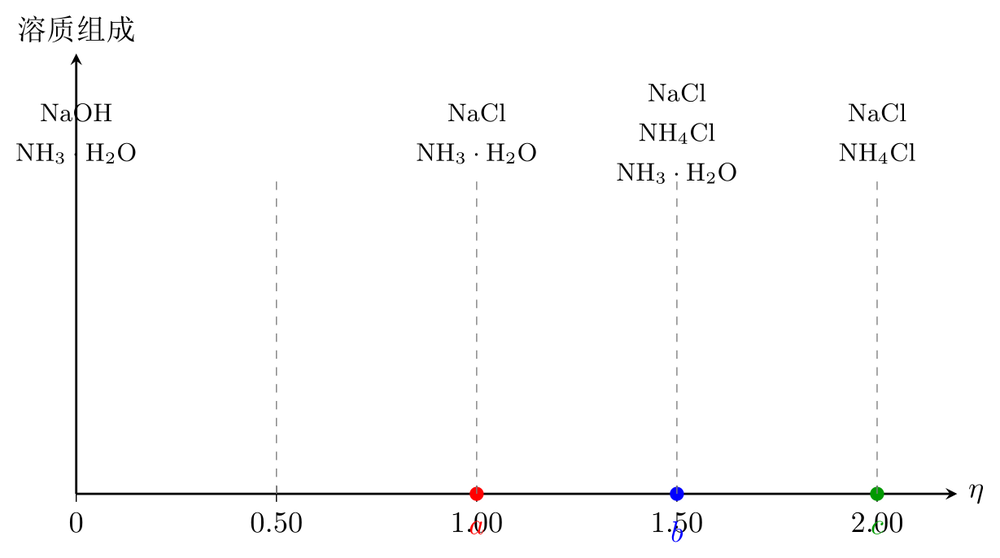 溶质组成
NaOH
NH₃ · H₂O
NaCl
NH₃ · H₂O
NaCl
NH₄Cl
NH₃ · H₂O
NaCl
NH₄Cl
η
0
0.50
1.00
a
1.50
b
2.00
c